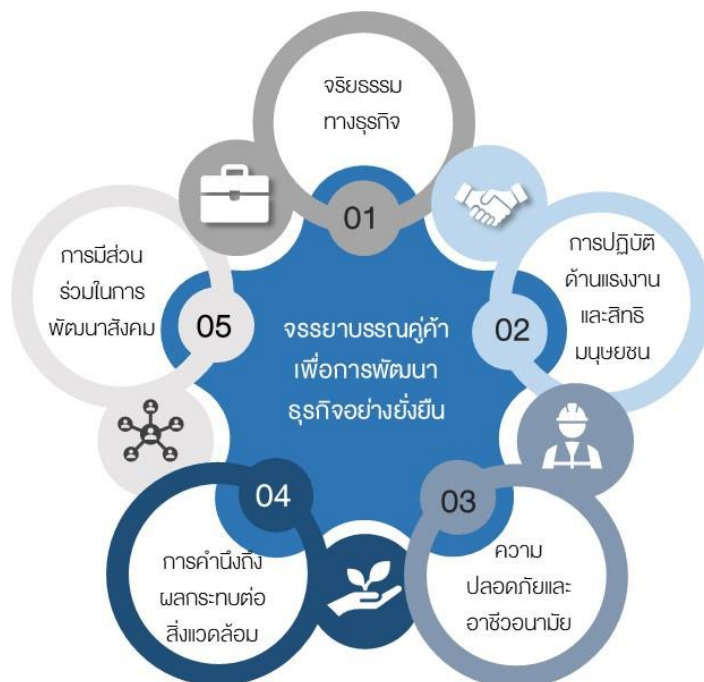 จริยธรรม
ทางธุรกิจ
01
การปฏิบัติ
ด้านแรงงาน
และสิทธิ
มนุษยชน
02
ความ
ปลอดภัยและ
อาชีวอนามัย
03
การคำนึงถึง
ผลกระทบต่อ
สิ่งแวดล้อม
04
การมีส่วน
ร่วมในการ
พัฒนาสังคม
05
จรรยาบรรณคู่ค้า
เพื่อการพัฒนา
ธุรกิจอย่างยั่งยืน